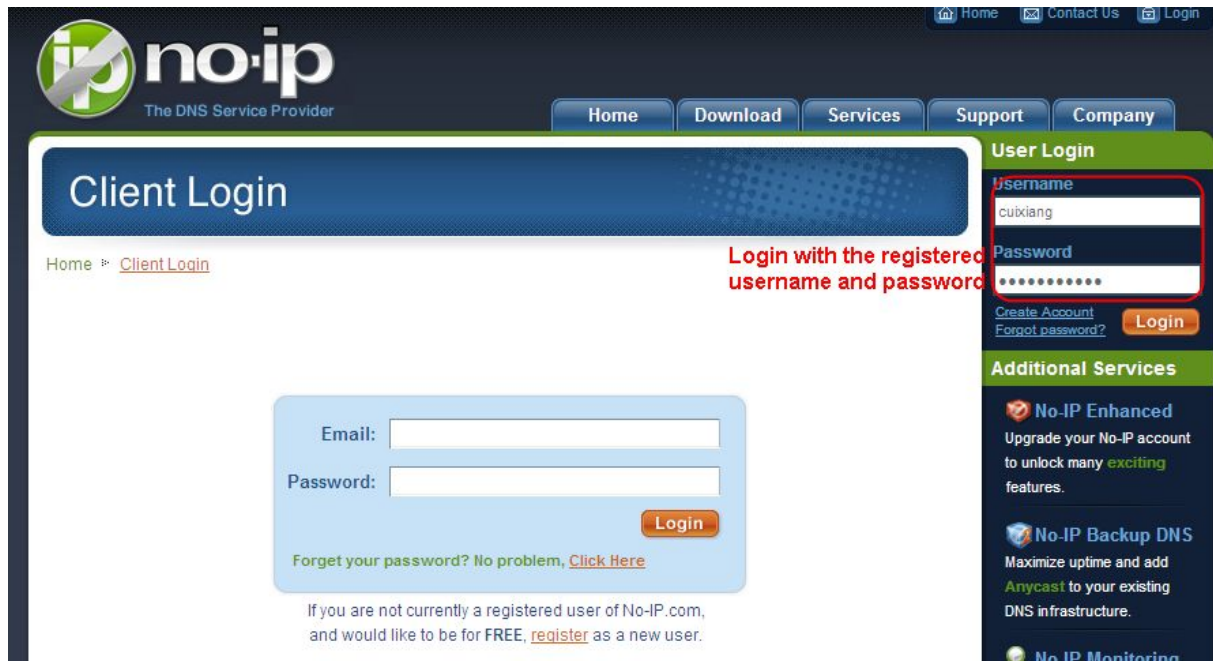 Home Contact Us Login
ip no·ip
The DNS Service Provider
Home Download Services Support Company
Client Login
Home Client Login
Login with the registered
username and password
Email:
Password:
Login
Forget your password? No problem, Click Here
If you are not currently a registered user of No-IP.com,
and would like to be for FREE, register as a new user.
User Login
Username
cuixiang
Password
•••••••••••
Create Account
Forgot password?
Login
Additional Services
No-IP Enhanced
Upgrade your No-IP account
to unlock many exciting
features.
No-IP Backup DNS
Maximize uptime and add
Anycast to your existing
DNS infrastructure.
No-IP Monitoring